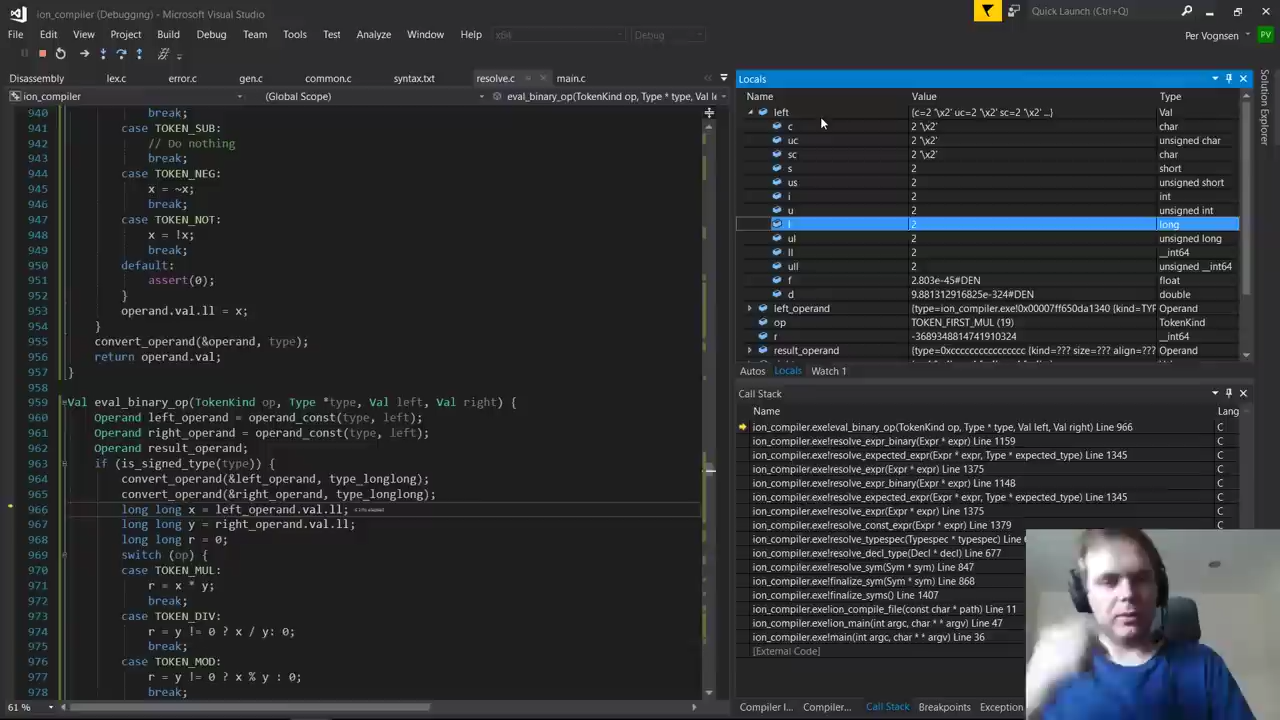 ion_compiler (Debugging) - Microsoft Visual Studio
Quick Launch (Ctrl+Q)
File Edit View Project Build Debug Team Tools Test Analyze Window Help x64 Debug
Per Vognsen PV
Disassembly lex.c error.c gen.c common.c syntax.txt resolve.c main.c
ion_compiler (Global Scope) eval_binary_op(TokenKind op, Type * type, Val le
940 break;
941 case TOKEN_SUB:
942 // Do nothing
943 break;
944 case TOKEN_NEG:
945 x = ~x;
946 break;
947 case TOKEN_NOT:
948 x = !x;
949 break;
950 default:
951 assert(0);
952 }
953 operand.val.ll = x;
954 }
955 convert_operand(&operand, type);
956 return operand.val;
957 }
958
959 Val eval_binary_op(TokenKind op, Type *type, Val left, Val right) {
960 Operand left_operand = operand_const(type, left);
961 Operand right_operand = operand_const(type, left);
962 Operand result_operand;
963 if (is_signed_type(type)) {
964 convert_operand(&left_operand, type_longlong);
965 convert_operand(&right_operand, type_longlong);
966 long long x = left_operand.val.ll;
967 long long y = right_operand.val.ll;
968 long long r = 0;
969 switch (op) {
970 case TOKEN_MUL:
971 r = x * y;
972 break;
973 case TOKEN_DIV:
974 r = y != 0 ? x / y: 0;
975 break;
976 case TOKEN_MOD:
977 r = y != 0 ? x % y : 0;
978 break;
61 %
Locals
Name Value Type
left {c=2 '\x2' uc=2 '\x2' sc=2 '\x2' ...} Val
c 2 '\x2' char
uc 2 '\x2' unsigned char
sc 2 '\x2' char
s 2 short
us 2 unsigned short
i 2 int
u 2 unsigned int
l 2 long
ul 2 unsigned long
ll 2 __int64
ull 2 unsigned __int64
f 2.803e-45#DEN float
d 9.881312916825e-324#DEN double
left_operand {type=ion_compiler.exe!0x00007ff650da1340 {kind=TYP Operand
op TOKEN_FIRST_MUL (19) TokenKind
r -3689348814741910324 __int64
result_operand {type=0xcccccccccccccccc {kind=??? size=??? align=??? Operand
Autos Locals Watch 1
Call Stack
Name Lang
ion_compiler.exe!eval_binary_op(TokenKind op, Type * type, Val left, Val right) Line 966 C
ion_compiler.exe!resolve_expr_binary(Expr * expr) Line 1159 C
ion_compiler.exe!resolve_expected_expr(Expr * expr, Type * expected_type) Line 1345 C
ion_compiler.exe!resolve_expr(Expr * expr) Line 1375 C
ion_compiler.exe!resolve_expr_binary(Expr * expr) Line 1148 C
ion_compiler.exe!resolve_expected_expr(Expr * expr, Type * expected_type) Line 1345 C
ion_compiler.exe!resolve_expr(Expr * expr) Line 1375 C
ion_compiler.exe!resolve_const_expr(Expr * expr) Line 1379 C
ion_compiler.exe!resolve_typespec(Typespec * typespec) Line
ion_compiler.exe!resolve_decl_type(Decl * decl) Line 677
ion_compiler.exe!resolve_sym(Sym * sym) Line 847
ion_compiler.exe!finalize_sym(Sym * sym) Line 868
ion_compiler.exe!finalize_syms() Line 1407
ion_compiler.exe!ion_compile_file(const char * path) Line 11
ion_compiler.exe!ion_main(int argc, char * * argv) Line 47
ion_compiler.exe!main(int argc, char * * argv) Line 36
[External Code]
Compiler I... Compiler... Call Stack Breakpoints Exception
Solution Explorer